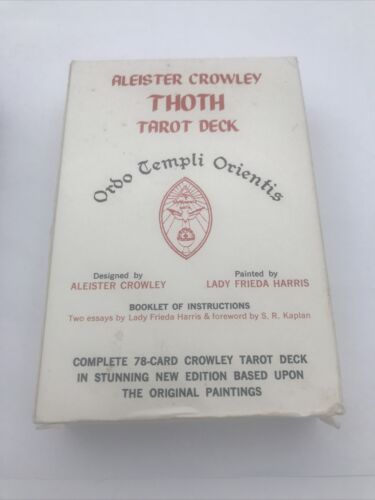 ALEISTER CROWLEY
THOTH
TAROT DECK
Ordo Templi Orientis
Designed by
ALEISTER CROWLEY
Painted by
LADY FRIEDA HARRIS
BOOKLET OF INSTRUCTIONS
Two essays by Lady Frieda Harris & foreword by S. R. Kaplan
COMPLETE 78-CARD CROWLEY TAROT DECK
IN STUNNING NEW EDITION BASED UPON
THE ORIGINAL PAINTINGS